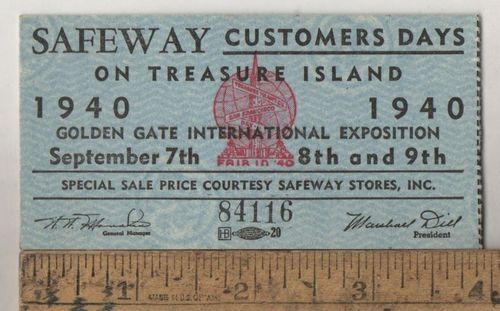 SAFEWAY CUSTOMERS DAYS
ON TREASURE ISLAND
1940 1940
GOLDEN GATE INTERNATIONAL EXPOSITION
FAIR IN '40
September 7th 8th and 9th
SPECIAL SALE PRICE COURTESY SAFEWAY STORES, INC.
84116
General Manager
20
Marshall Dill
President
1 2 3 4